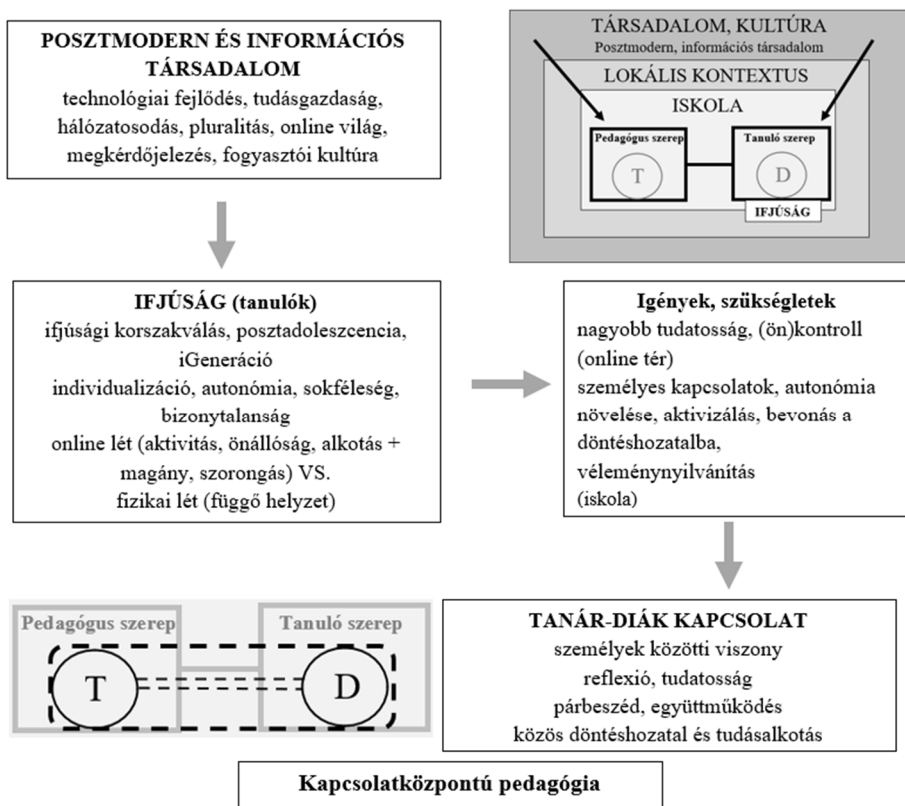 POSZTMODERN ÉS INFORMÁCIÓS
TÁRSADALOM
technológiai fejlődés, tudásgazdaság,
hálózatosodás, pluralitás, online világ,
megkérdőjelezés, fogyasztói kultúra
TÁRSADALOM, KULTÚRA
Posztmodern, információs társadalom
LOKÁLIS KONTEXTUS
ISKOLA
Pedagógus szerep
T
Tanuló szerep
D
IFJÚSÁG
IFJÚSÁG (tanulók)
ifjúsági korszakválás, posztadoleszcencia,
iGeneráció
individualizáció, autonómia, sokféleség,
bizonytalanság
online lét (aktivitás, önállóság, alkotás +
magány, szorongás) VS.
fizikai lét (függő helyzet)
Igények, szükségletek
nagyobb tudatosság, (ön)kontroll
(online tér)
személyes kapcsolatok, autonómia
növelése, aktivizálás, bevonás a
döntéshozatalba,
véleménynyilvánítás
(iskola)
Pedagógus szerep
T
Tanuló szerep
D
TANÁR-DIÁK KAPCSOLAT
személyek közötti viszony
reflexió, tudatosság
párbeszéd, együttműködés
közös döntéshozatal és tudásalkotás
Kapcsolatközpontú pedagógia